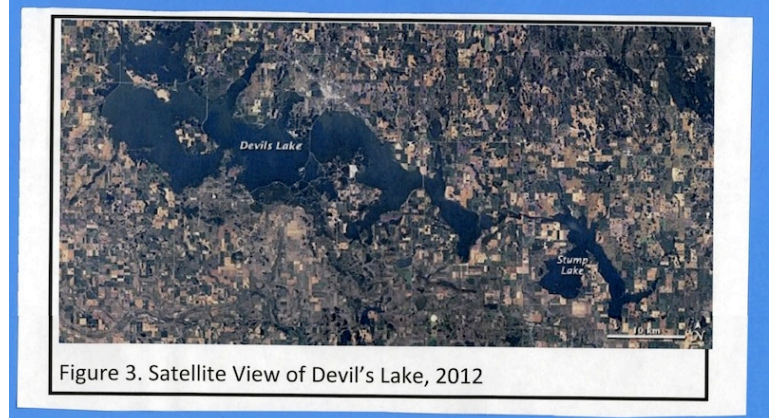 Devils Lake
Stump
Lake
10 km
Figure 3. Satellite View of Devil's Lake, 2012